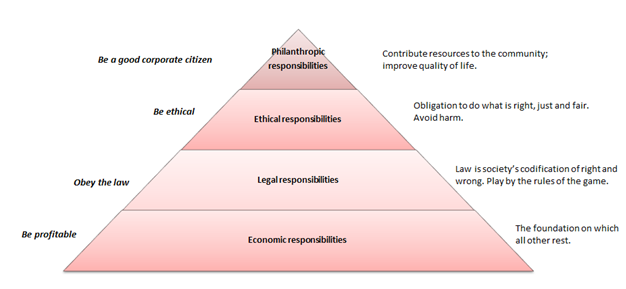 Philanthropic
responsibilities
Be a good corporate citizen
Contribute resources to the community;
improve quality of life.
Be ethical
Ethical responsibilities
Obligation to do what is right, just and fair.
Avoid harm.
Obey the law
Legal responsibilities
Law is society's codification of right and
wrong. Play by the rules of the game.
Be profitable
Economic responsibilities
The foundation on which
all other rest.